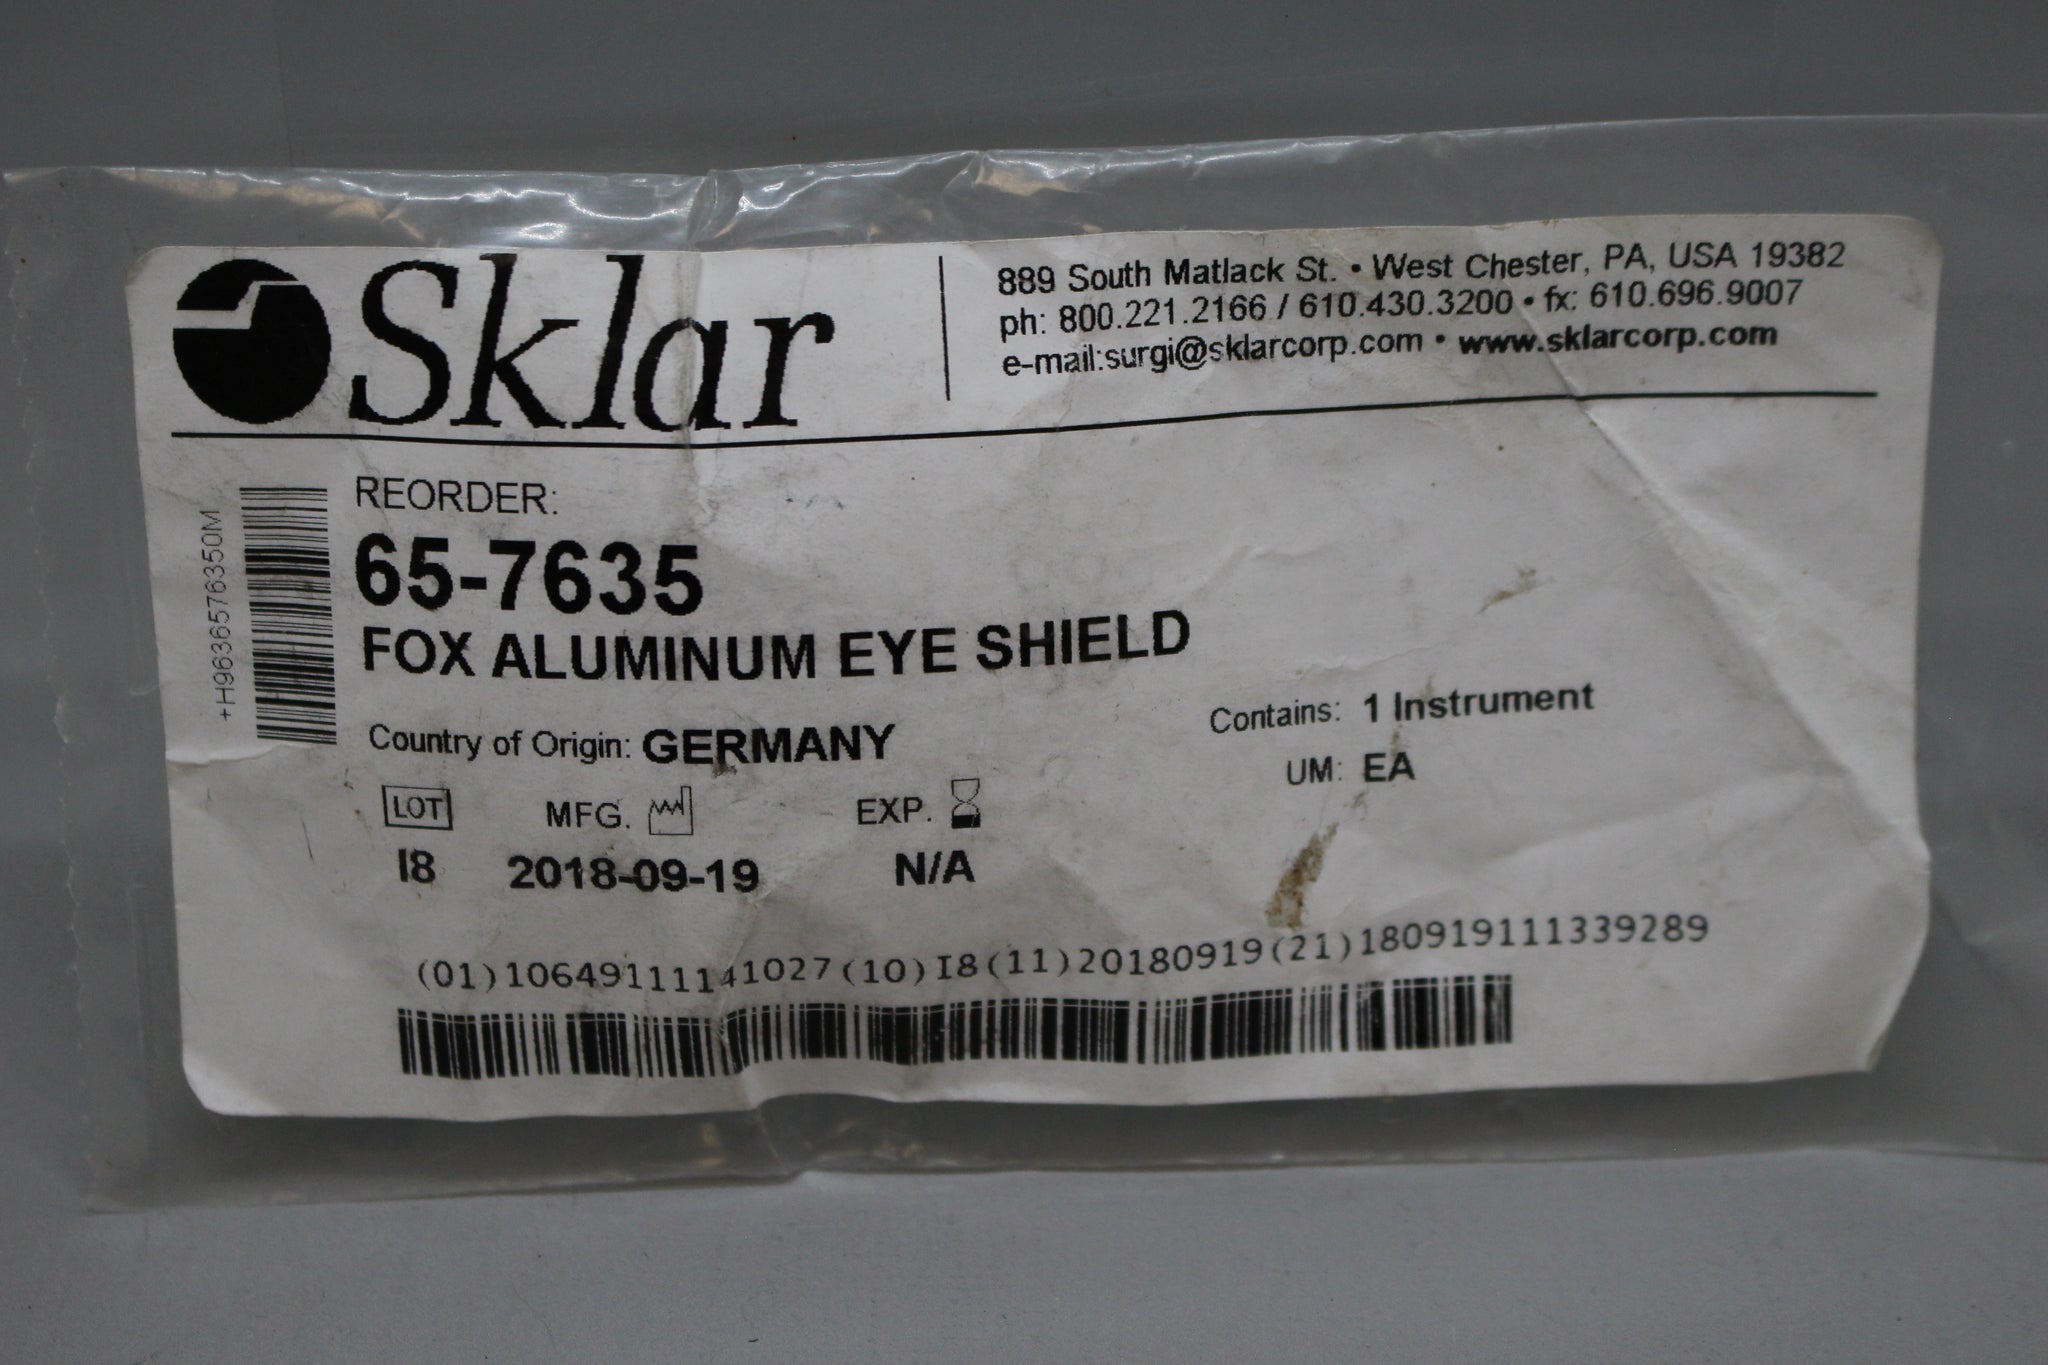 Sklar
889 South Matlack St. • West Chester, PA, USA 19382
ph: 800.221.2166 / 610.430.3200 • fx: 610.696.9007
e-mail:surgi@sklarcorp.com • www.sklarcorp.com
+H9636576350M
REORDER:
65-7635
FOX ALUMINUM EYE SHIELD
Country of Origin: GERMANY
Contains: 1 Instrument
UM: EA
LOT MFG. EXP.
I8 2018-09-19 N/A
(01)10649111141027(10)I8(11)20180919(21)180919111339289